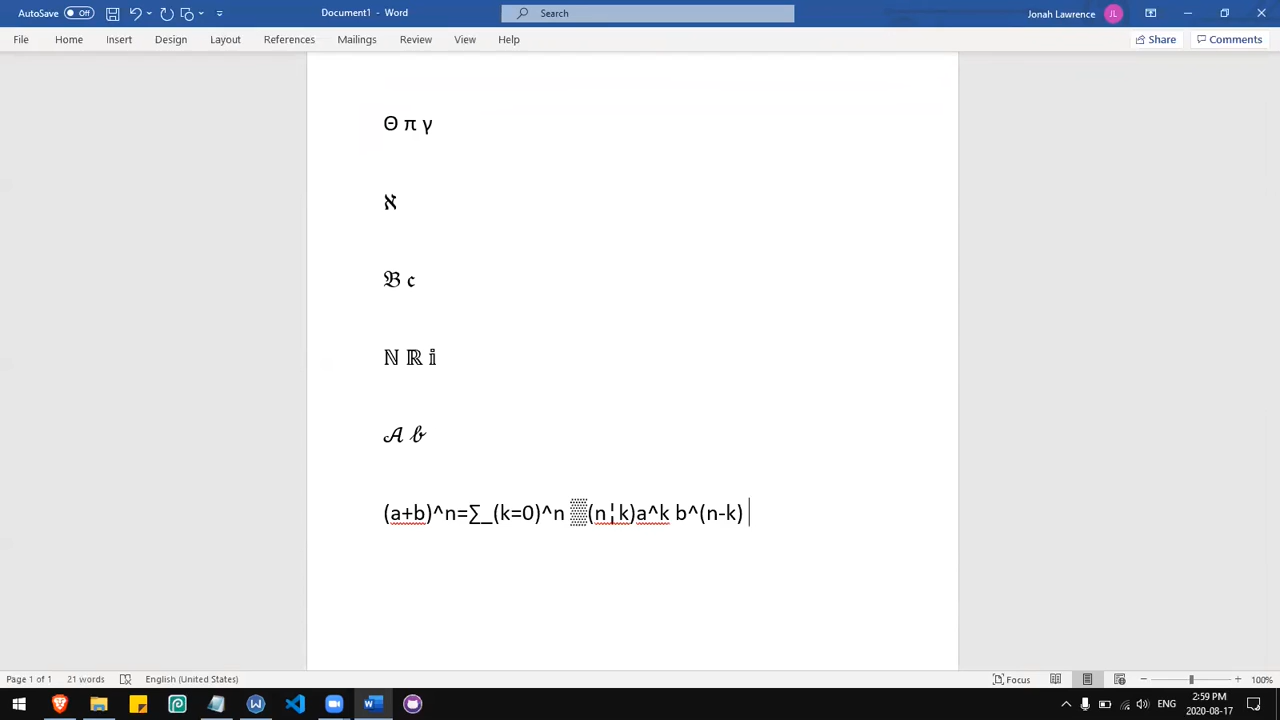 AutoSave Off Document1 - Word Search Jonah Lawrence JL
File Home Insert Design Layout References Mailings Review View Help Share Comments
Θ π γ
ℵ
𝔅 𝔠
ℕ ℝ 𝕚
𝒜 𝒷
(a+b)^n=∑_(k=0)^n ▒(n¦k)a^k b^(n-k)
Page 1 of 1 21 words English (United States) Focus 100%
ENG 2:59 PM
2020-08-17